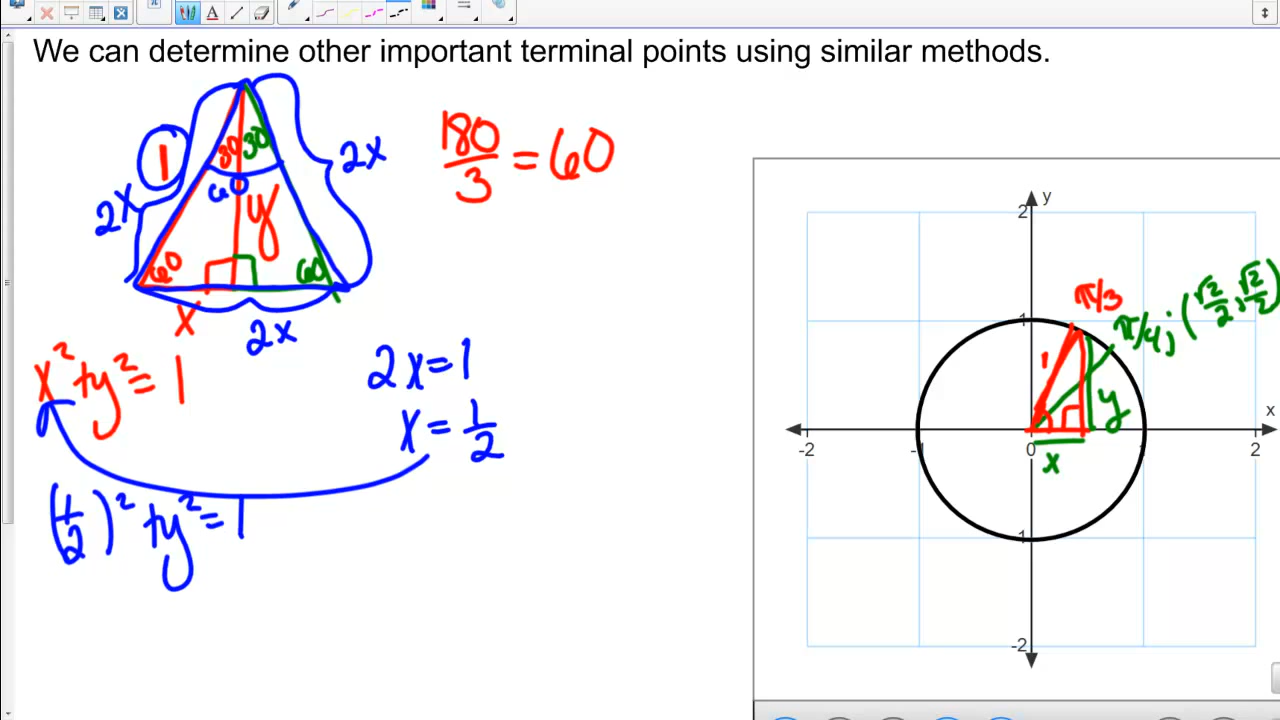 We can determine other important terminal points using similar methods.
1
30 30
2x
2x
60
y
60 60
x
2x
180/3 = 60
x² + y² = 1
2x = 1
x = 1/2
(1/2)² + y² = 1
y
2
π/3
π/4; (√2/2, √2/2)
1
1
y
x
-2 -1 0 1 2
x
-1
-2